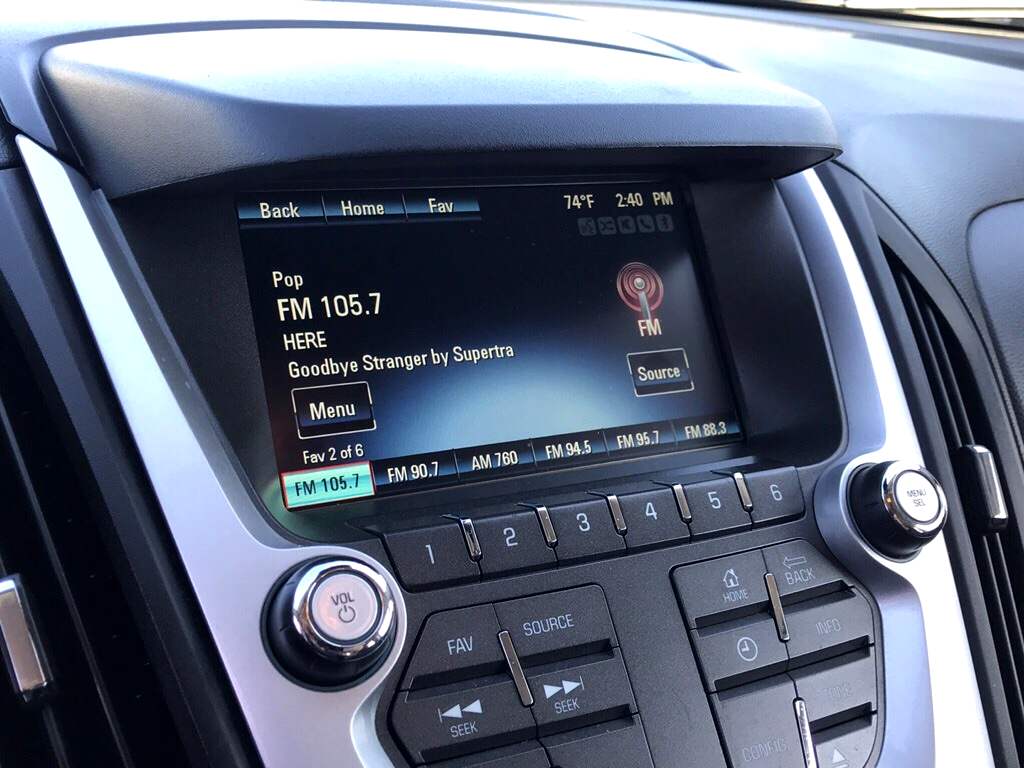 Back Home Fav 74°F 2:40 PM
Pop
FM 105.7
HERE
Goodbye Stranger by Supertra
FM
Menu
Source
Fav 2 of 6
FM 105.7 FM 90.7 AM 760 FM 94.5 FM 95.7 FM 88.3
1 2 3 4 5 6
VOL
MENU
SEL
FAV SOURCE
SEEK SEEK
HOME BACK
INFO
CONFIG TONE